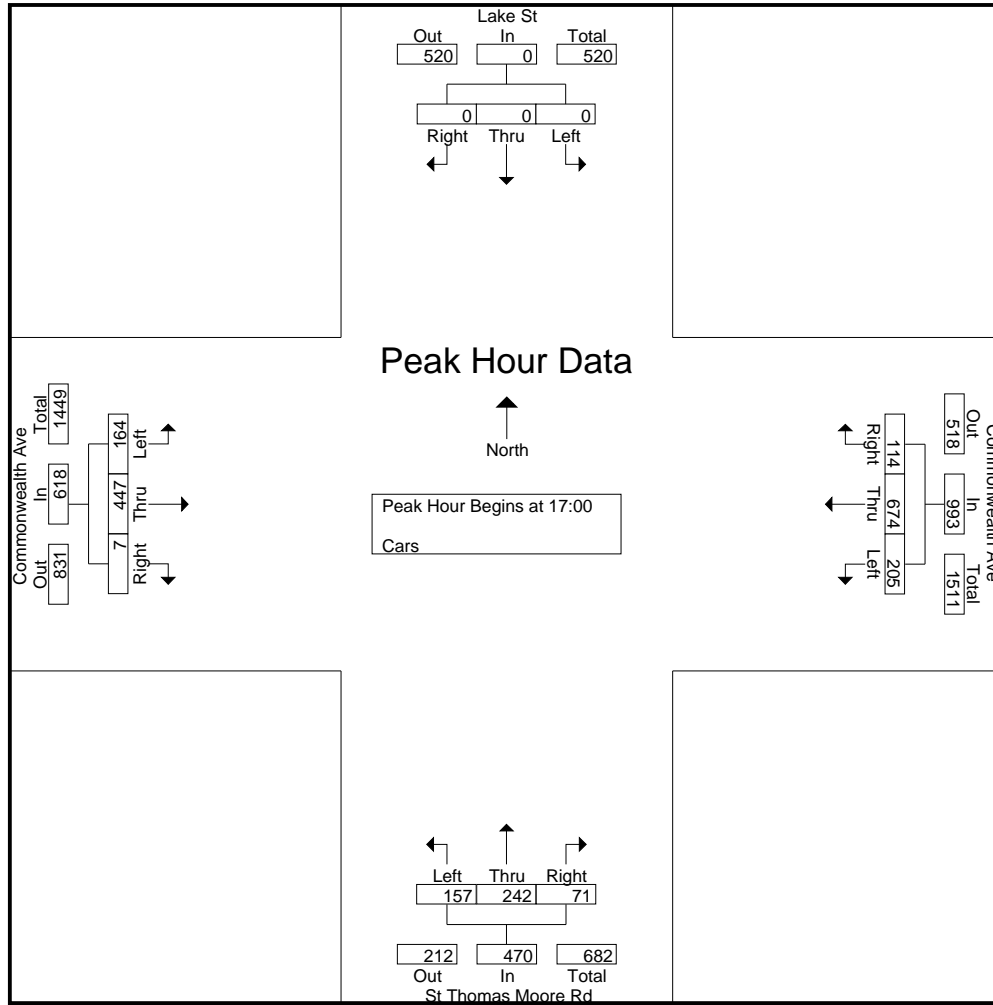 Lake St
Out In Total
520 0 520
0 0 0
Right Thru Left
Peak Hour Data
North
Peak Hour Begins at 17:00
Cars
Commonwealth Ave
Total In Out
1449 618 831
164 447 7
Left Thru Right
Right Thru Left
114 674 205
518 993 1511
Out In Total
Commonwealth Ave
Left Thru Right
157 242 71
212 470 682
Out In Total
St Thomas Moore Rd